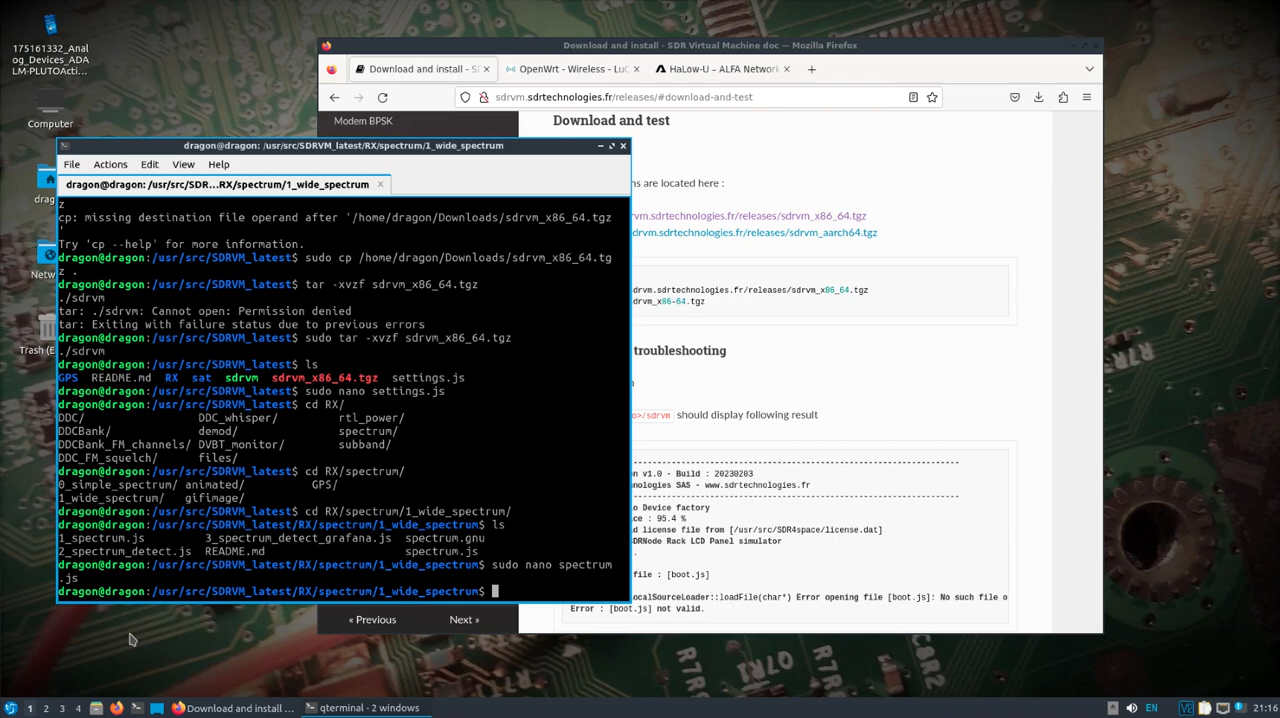 175161332_Anal
og_Devices_ADA
LM-PLUTOActi...
Computer
drag
Netw
Trash (E
Download and install - SDR Virtual Machine doc — Mozilla Firefox
Download and install - S
OpenWrt - Wireless - LuC
HaLow-U – ALFA Network
sdrvm.sdrtechnologies.fr/releases/#download-and-test
Modem BPSK
Download and test
ns are located here :
drvm.sdrtechnologies.fr/releases/sdrvm_x86_64.tgz
drvm.sdrtechnologies.fr/releases/sdrvm_aarch64.tgz
drvm.sdrtechnologies.fr/releases/sdrvm_x86_64.tgz
sdrvm_x86-64.tgz
troubleshooting
o>/sdrvm should display following result
-------------------------------------------------------
on v1.0 - Build : 20230203
hnologies SAS - www.sdrtechnologies.fr
-------------------------------------------------------
o Device factory
ce : 95.4 %
d license file from [/usr/src/SDR4space/license.dat]
SDRNode Rack LCD Panel simulator
.
file : [boot.js]
ocalSourceLoader::loadFile(char*) Error opening file [boot.js]: No such file o
Error : [boot.js] not valid.
« Previous
Next »
dragon@dragon: /usr/src/SDRVM_latest/RX/spectrum/1_wide_spectrum
File Actions Edit View Help
dragon@dragon: /usr/src/SDR...RX/spectrum/1_wide_spectrum
z
cp: missing destination file operand after '/home/dragon/Downloads/sdrvm_x86_64.tgz
'
Try 'cp --help' for more information.
dragon@dragon:/usr/src/SDRVM_latest$ sudo cp /home/dragon/Downloads/sdrvm_x86_64.tg
z .
dragon@dragon:/usr/src/SDRVM_latest$ tar -xvzf sdrvm_x86_64.tgz
./sdrvm
tar: ./sdrvm: Cannot open: Permission denied
tar: Exiting with failure status due to previous errors
dragon@dragon:/usr/src/SDRVM_latest$ sudo tar -xvzf sdrvm_x86_64.tgz
./sdrvm
dragon@dragon:/usr/src/SDRVM_latest$ ls
GPS README.md RX sat sdrvm sdrvm_x86_64.tgz settings.js
dragon@dragon:/usr/src/SDRVM_latest$ sudo nano settings.js
dragon@dragon:/usr/src/SDRVM_latest$ cd RX/
DDC/ DDC_whisper/ rtl_power/
DDCBank/ demod/ spectrum/
DDCBank_FM_channels/ DVBT_monitor/ subband/
DDC_FM_squelch/ files/
dragon@dragon:/usr/src/SDRVM_latest$ cd RX/spectrum/
0_simple_spectrum/ animated/ GPS/
1_wide_spectrum/ gifimage/
dragon@dragon:/usr/src/SDRVM_latest$ cd RX/spectrum/1_wide_spectrum/
dragon@dragon:/usr/src/SDRVM_latest/RX/spectrum/1_wide_spectrum$ ls
1_spectrum.js 3_spectrum_detect_grafana.js spectrum.gnu
2_spectrum_detect.js README.md spectrum.js
dragon@dragon:/usr/src/SDRVM_latest/RX/spectrum/1_wide_spectrum$ sudo nano spectrum
.js
dragon@dragon:/usr/src/SDRVM_latest/RX/spectrum/1_wide_spectrum$
R7R
C8R2
1 2 3 4 Download and install ... qterminal - 2 windows EN 21:16